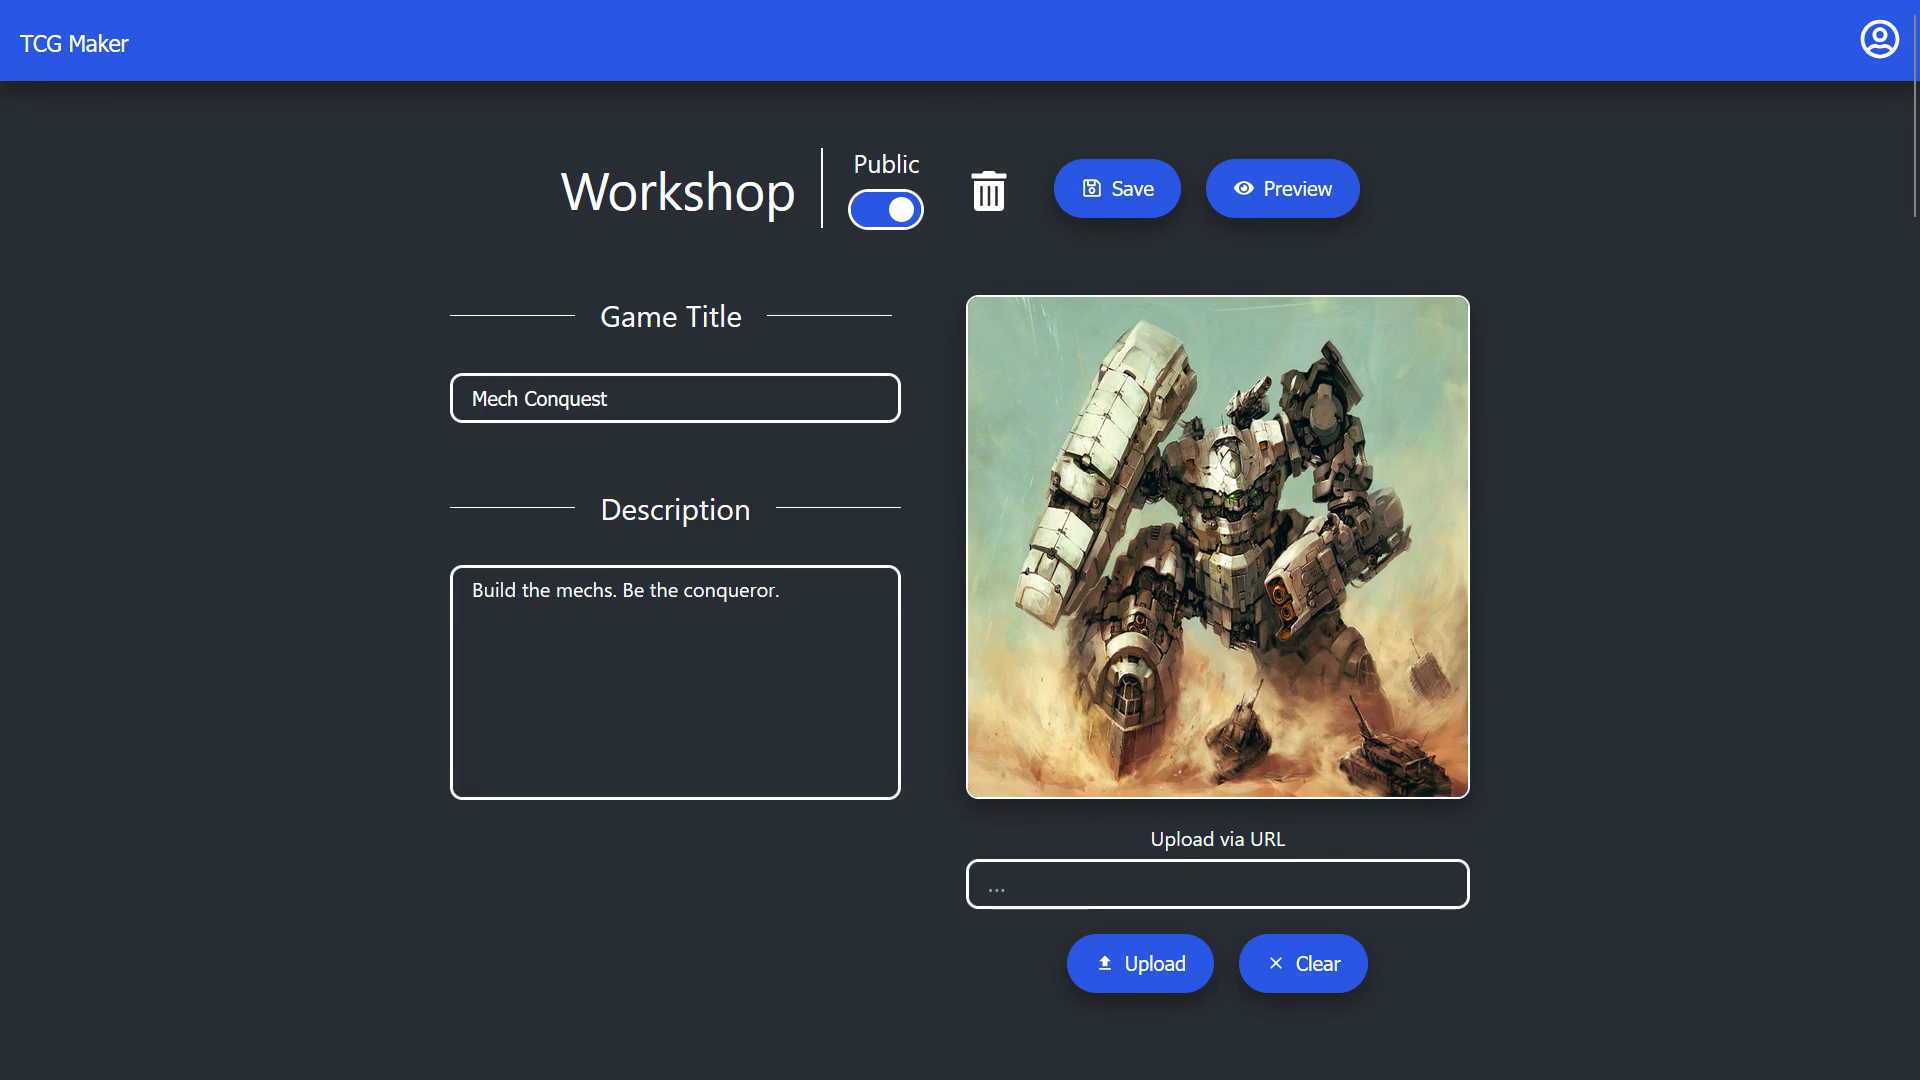 TCG Maker
Workshop
Public
Save
Preview
Game Title
Mech Conquest
Description
Build the mechs. Be the conqueror.
Upload via URL
...
Upload
Clear